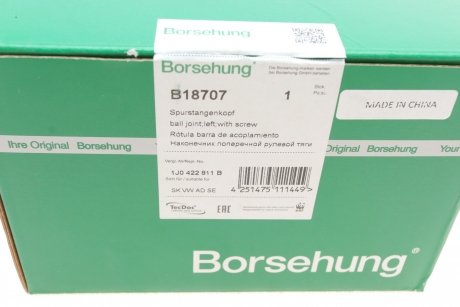 Borsehung®
B18707
Stck.
Pc./ex.
1
Spurstangenkopf
ball joint,left,with screw
Rótula barra de acoplamiento
Наконечник поперечной рулевой тяги
Vergl.Nr/Repl. No.
1J0 422 811 B
SK VW AD SE
4 251475 111449 >
TecDoc
EAC
MADE IN CHINA
Ihre Original Borsehung
Borsehung
Your
Borsehung®